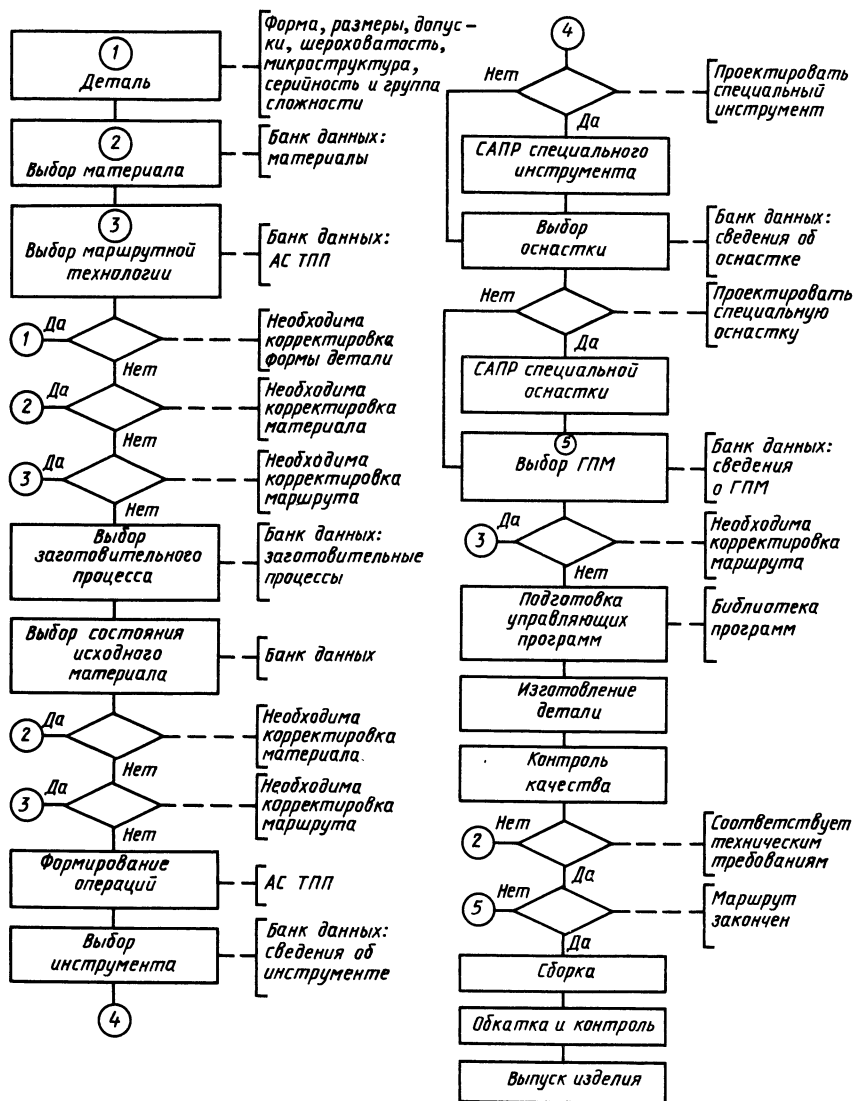 1
Деталь
Форма, размеры, допус-
ки, шероховатость,
микроструктура,
серийность и группа
сложности
2
Выбор материала
Банк данных:
материалы
3
Выбор маршрутной
технологии
Банк данных:
АС ТПП
1
Да
Необходима
корректировка
формы детали
Нет
2
Да
Необходима
корректировка
материала
Нет
3
Да
Необходима
корректировка
маршрута
Нет
Выбор
заготовительного
процесса
Банк данных:
заготовительные
процессы
Выбор состояния
исходного
материала
Банк данных
2
Да
Необходима
корректировка
материала
Нет
3
Да
Необходима
корректировка
маршрута
Нет
Формирование
операций
АС ТПП
Выбор
инструмента
Банк данных:
сведения об
инструменте
4
4
Нет
Проектировать
специальный
инструмент
Да
САПР специального
инструмента
Выбор
оснастки
Банк данных:
сведения об
оснастке
Нет
Проектировать
специальную
оснастку
Да
САПР специальной
оснастки
5
Выбор ГПМ
Банк данных:
сведения
о ГПМ
3
Да
Необходима
корректировка
маршрута
Нет
Подготовка
управляющих
программ
Библиотека
программ
Изготовление
детали
Контроль
качества
2
Нет
Соответствует
техническим
требованиям
Да
5
Нет
Маршрут
закончен
Да
Сборка
Обкатка и контроль
Выпуск изделия